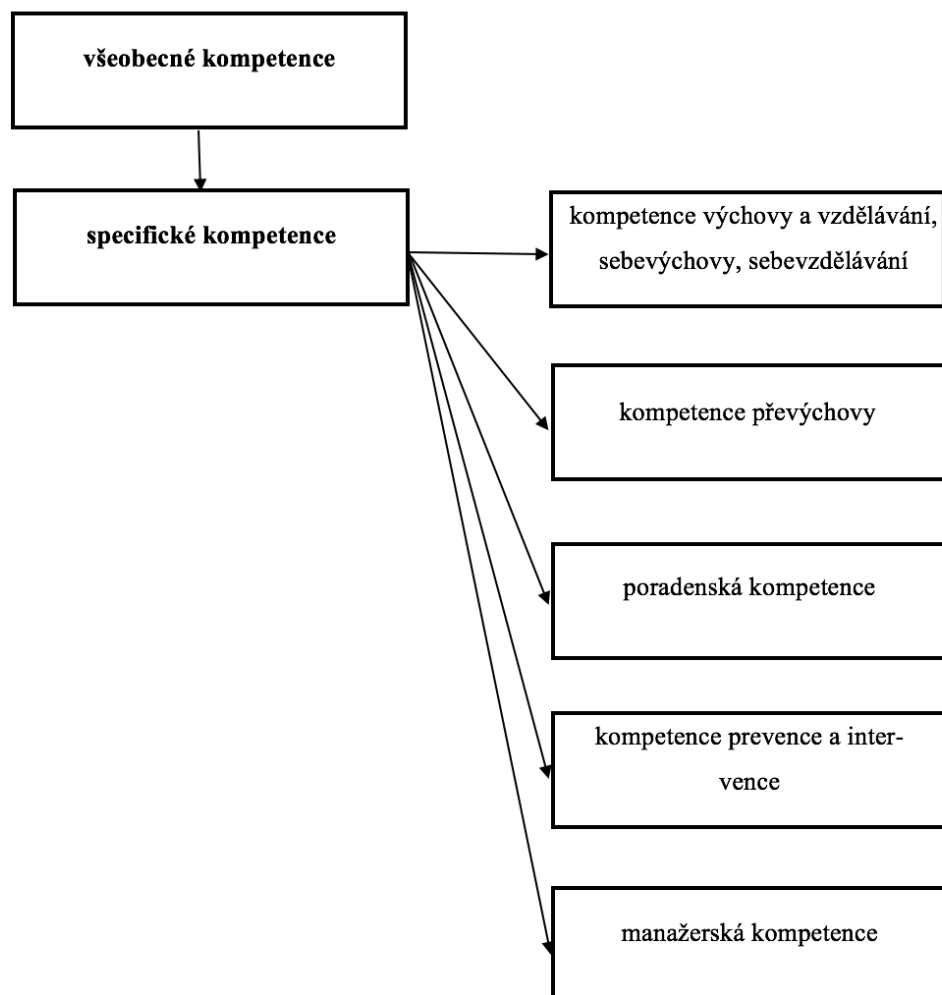 všeobecné kompetence
specifické kompetence
kompetence výchovy a vzdělávání,
sebevýchovy, sebevzdělávání
kompetence převýchovy
poradenská kompetence
kompetence prevence a inter-
vence
manažerská kompetence